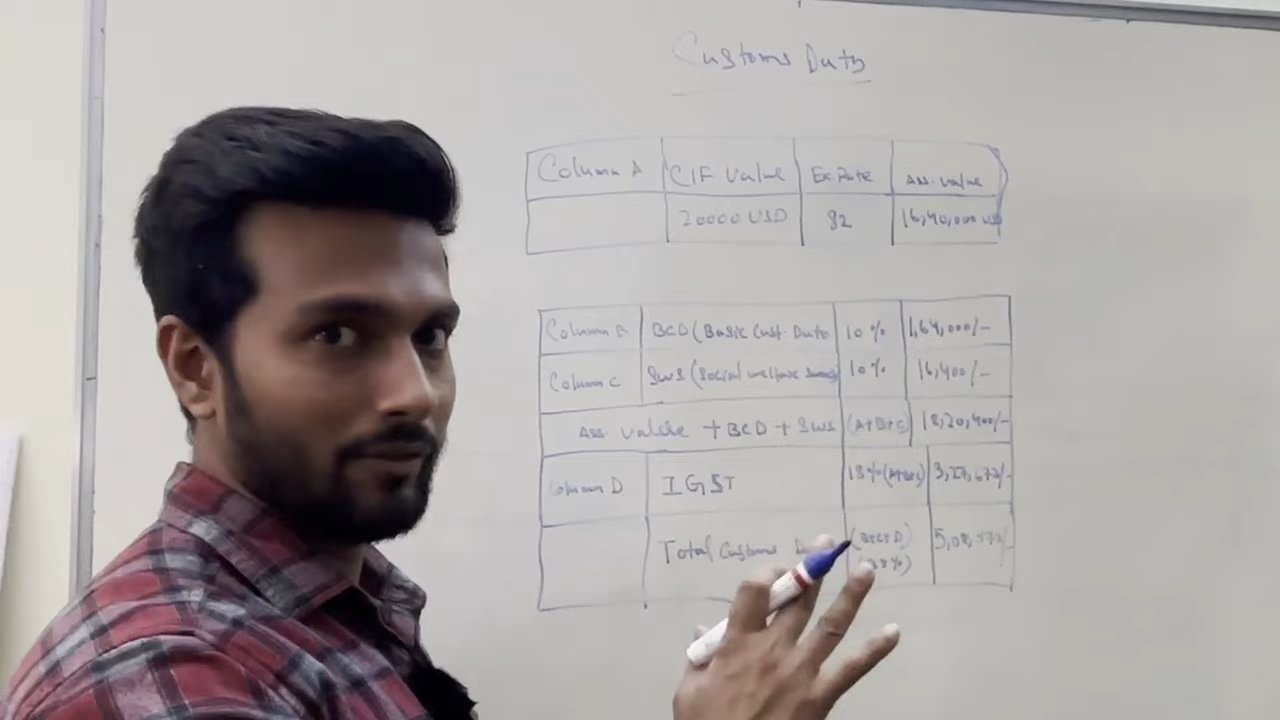 Customs Duty
Column A CIF Value Ex.Rate Ass. Value
20000 USD 82 16,40,000
Column BCD (Basic Cust. Duty 10% 1,64,000/-
Column C SWS (Social welfare 10% 16,400/-
Ass. Value + BCD + SWS (A+B+C) 18,20,400/-
Column D IGST 18% 3,27,672/-
Total Customs (B+C+D) 5,08,072/-